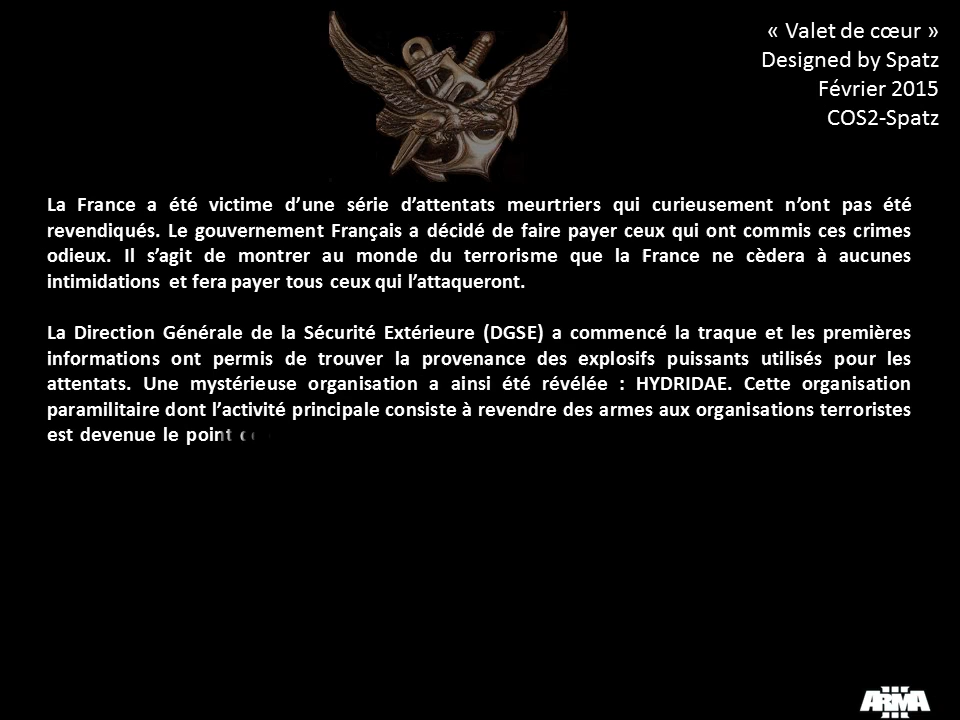 « Valet de cœur »
Designed by Spatz
Février 2015
COS2-Spatz
La France a été victime d’une série d’attentats meurtriers qui curieusement n’ont pas été
revendiqués. Le gouvernement Français a décidé de faire payer ceux qui ont commis ces crimes
odieux. Il s’agit de montrer au monde du terrorisme que la France ne cèdera à aucunes
intimidations et fera payer tous ceux qui l’attaqueront.
La Direction Générale de la Sécurité Extérieure (DGSE) a commencé la traque et les premières
informations ont permis de trouver la provenance des explosifs puissants utilisés pour les
attentats. Une mystérieuse organisation a ainsi été révélée : HYDRIDAE. Cette organisation
paramilitaire dont l’activité principale consiste à revendre des armes aux organisations terroristes
est devenue le point
ARMA